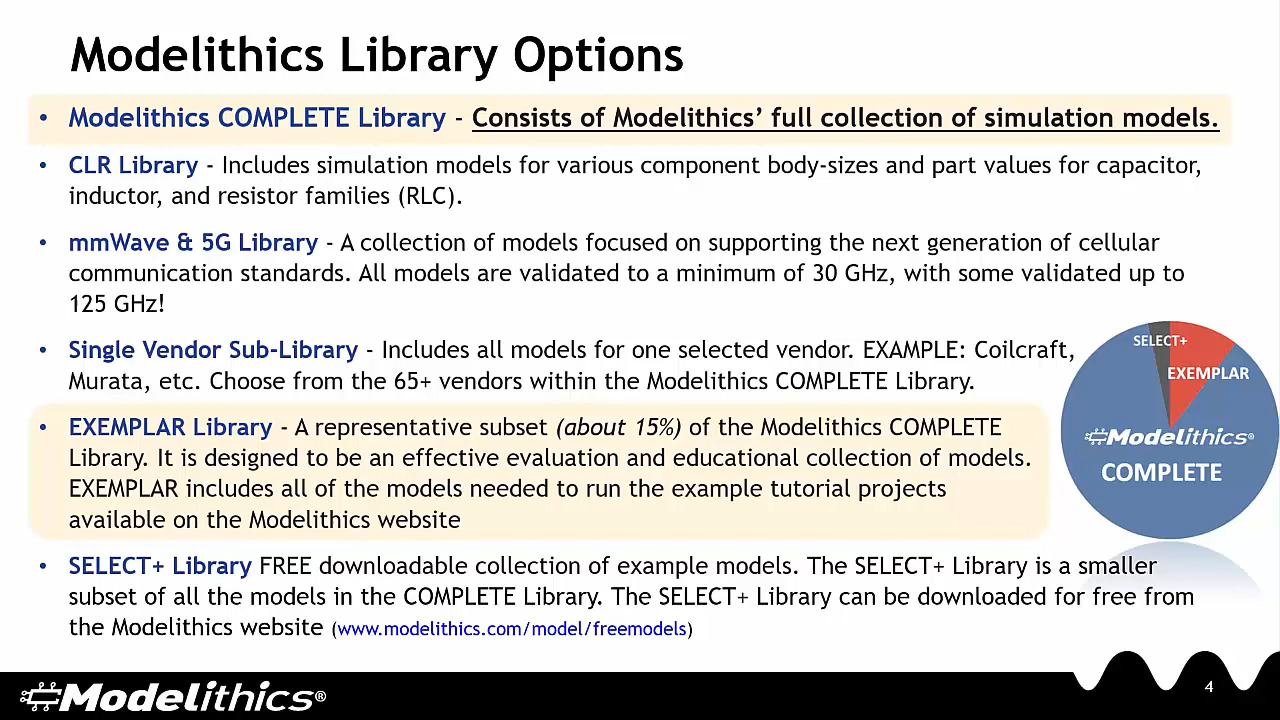 Modelithics Library Options
• Modelithics COMPLETE Library - Consists of Modelithics’ full collection of simulation models.
• CLR Library - Includes simulation models for various component body-sizes and part values for capacitor,
inductor, and resistor families (RLC).
• mmWave & 5G Library - A collection of models focused on supporting the next generation of cellular
communication standards. All models are validated to a minimum of 30 GHz, with some validated up to
125 GHz!
• Single Vendor Sub-Library - Includes all models for one selected vendor. EXAMPLE: Coilcraft,
Murata, etc. Choose from the 65+ vendors within the Modelithics COMPLETE Library.
• EXEMPLAR Library - A representative subset (about 15%) of the Modelithics COMPLETE
Library. It is designed to be an effective evaluation and educational collection of models.
EXEMPLAR includes all of the models needed to run the example tutorial projects
available on the Modelithics website
• SELECT+ Library FREE downloadable collection of example models. The SELECT+ Library is a smaller
subset of all the models in the COMPLETE Library. The SELECT+ Library can be downloaded for free from
the Modelithics website (www.modelithics.com/model/freemodels)
SELECT+
EXEMPLAR
Modelithics®
COMPLETE
Modelithics®
4